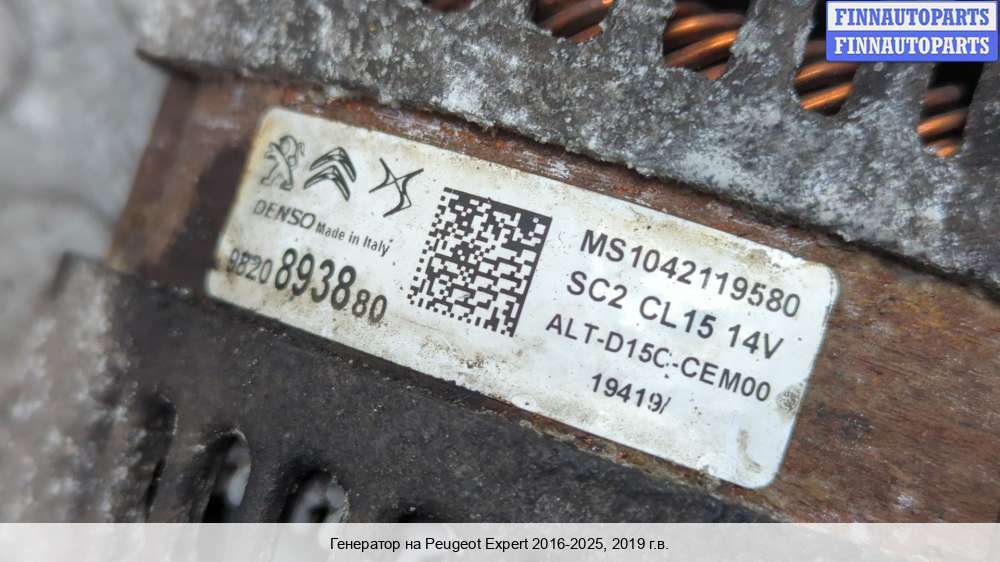 FINNAUTOPARTS
FINNAUTOPARTS
DENSO Made in Italy
9820893880
MS1042119580
SC2 CL15 14V
ALT-D15C-CEM00
19419/
Генератор на Peugeot Expert 2016-2025, 2019 г.в.